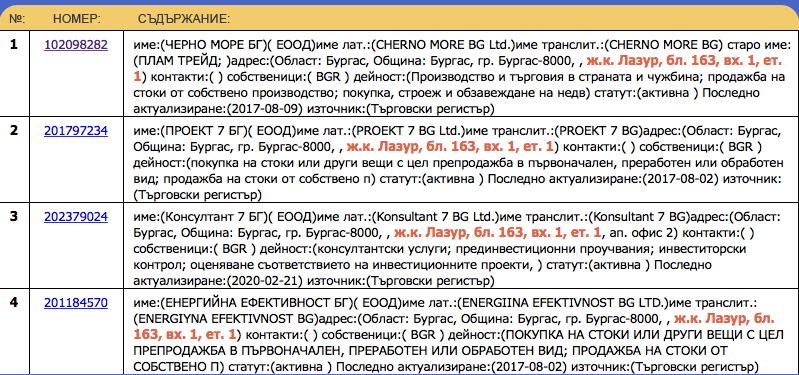 №: НОМЕР: СЪДЪРЖАНИЕ:
1 102098282 име:(ЧЕРНО МОРЕ БГ)( ЕООД)име лат.:(CHERNO MORE BG Ltd.)име транслит.:(CHERNO MORE BG) старо име:
(ПЛАМ ТРЕЙД; )адрес:(Област: Бургас, Община: Бургас, гр. Бургас-8000, , ж.к. Лазур, бл. 163, вх. 1, ет.
1) контакти:( ) собственици:( BGR ) дейност:(Производство и търговия в страната и чужбина; продажба на
стоки от собствено производство; покупка, строеж и обзавеждане на недв) статут:(активна ) Последно
актуализиране:(2017-08-09) източник:(Търговски регистър)
2 201797234 име:(ПРОЕКТ 7 БГ)( ЕООД)име лат.:(PROEKT 7 BG Ltd.)име транслит.:(PROEKT 7 BG)адрес:(Област: Бургас,
Община: Бургас, гр. Бургас-8000, , ж.к. Лазур, бл. 163, вх. 1, ет. 1) контакти:( ) собственици:( BGR )
дейност:(покупка на стоки или други вещи с цел препродажба в първоначален, преработен или обработен
вид; продажба на стоки от собствено п) статут:(активна ) Последно актуализиране:(2017-08-02) източник:
(Търговски регистър)
3 202379024 име:(Консултант 7 БГ)( ЕООД)име лат.:(Konsultant 7 BG Ltd.)име транслит.:(Konsultant 7 BG)адрес:(Област:
Бургас, Община: Бургас, гр. Бургас-8000, , ж.к. Лазур, бл. 163, вх. 1, ет. 1, ап. офис 2) контакти:( )
собственици:( BGR ) дейност:(консултантски услуги; прединвестиционни проучвания; инвеститорски
контрол; оценяване съответствието на инвестиционните проекти, ) статут:(активна ) Последно
актуализиране:(2020-02-21) източник:(Търговски регистър)
4 201184570 име:(ЕНЕРГИЙНА ЕФЕКТИВНОСТ БГ)( ЕООД)име лат.:(ENERGIINA EFEKTIVNOST BG LTD.)име транслит.:
(ENERGIYNA EFEKTIVNOST BG)адрес:(Област: Бургас, Община: Бургас, гр. Бургас-8000, , ж.к. Лазур, бл.
163, вх. 1, ет. 1) контакти:( ) собственици:( BGR ) дейност:(ПОКУПКА НА СТОКИ ИЛИ ДРУГИ ВЕЩИ С ЦЕЛ
ПРЕПРОДАЖБА В ПЪРВОНАЧАЛЕН, ПРЕРАБОТЕН ИЛИ ОБРАБОТЕН ВИД; ПРОДАЖБА НА СТОКИ ОТ
СОБСТВЕНО П) статут:(активна ) Последно актуализиране:(2017-08-02) източник:(Търговски регистър)